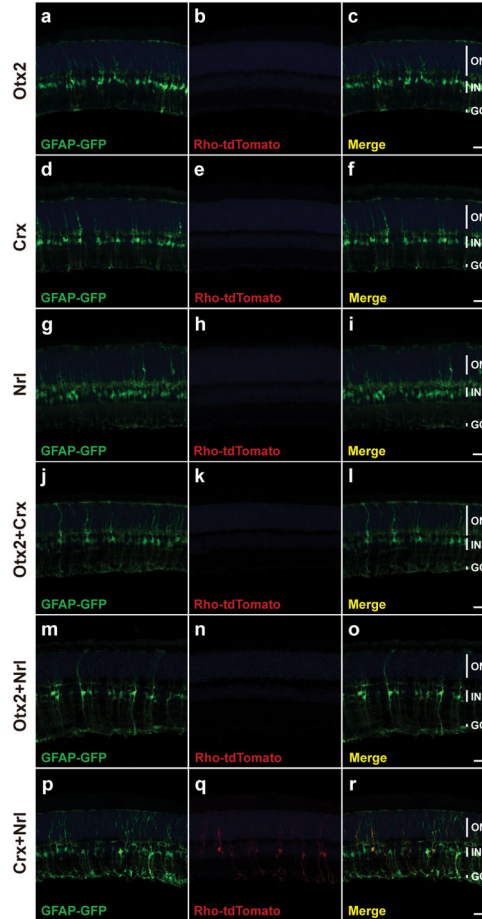 Otx2
a b c
GFAP-GFP Rho-tdTomato Merge
Crx
d e f
GFAP-GFP Rho-tdTomato Merge
Nrl
g h i
GFAP-GFP Rho-tdTomato Merge
Otx2+Crx
j k l
GFAP-GFP Rho-tdTomato Merge
Otx2+Nrl
m n o
GFAP-GFP Rho-tdTomato Merge
Crx+Nrl
p q r
GFAP-GFP Rho-tdTomato Merge